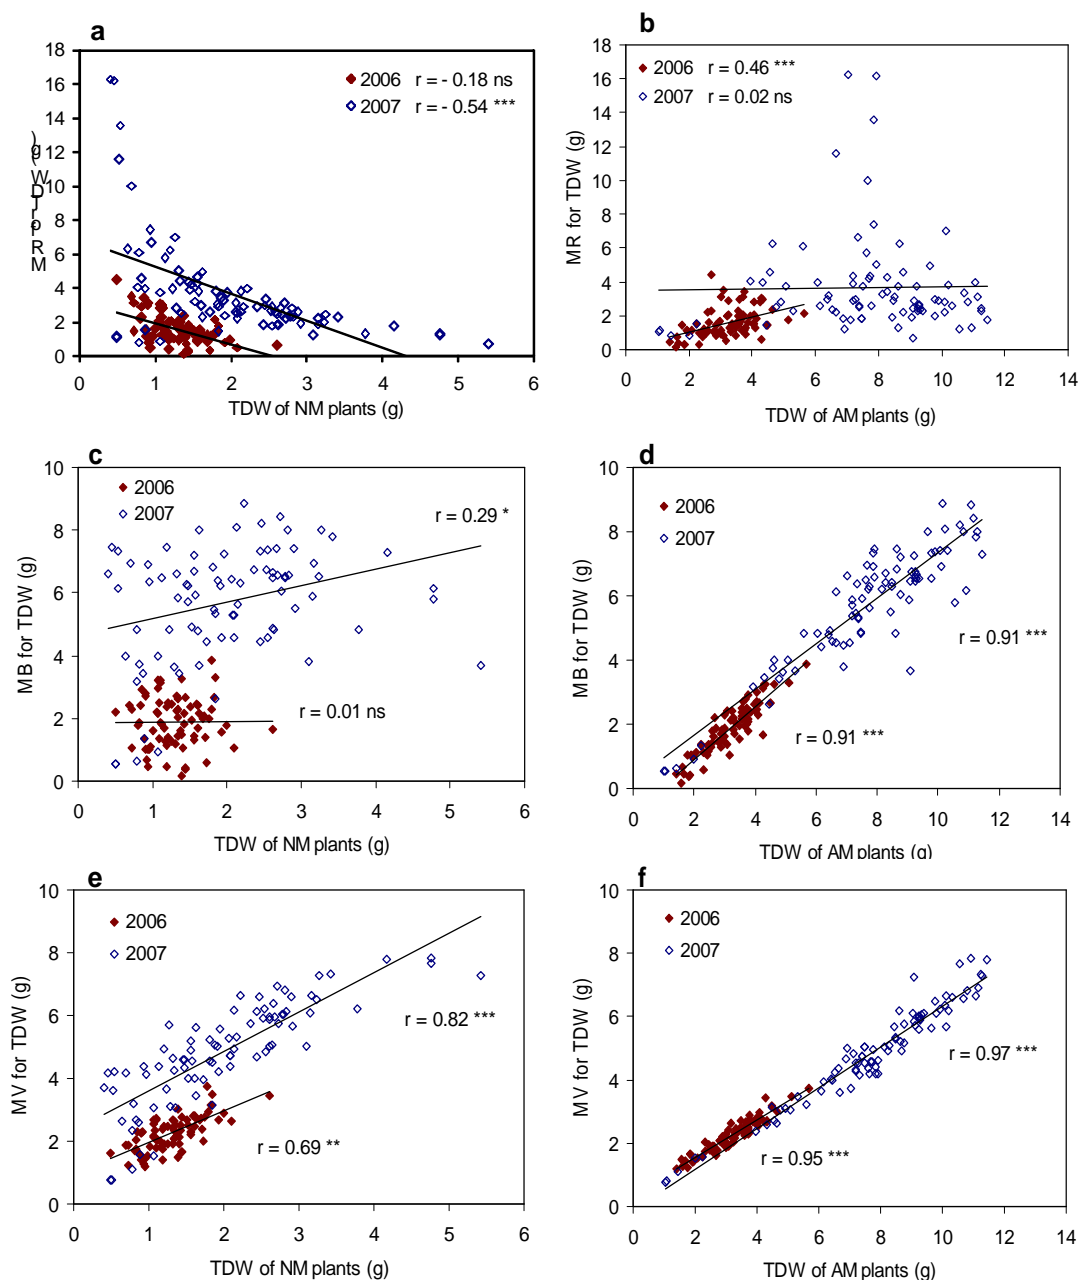 a
18
16
14
12
10
8
6
4
2
0
MR for TDW (g)
2006 r = - 0.18 ns
2007 r = - 0.54 ***
0 1 2 3 4 5 6
TDW of NM plants (g)
b
18
16
14
12
10
8
6
4
2
0
MR for TDW (g)
2006 r = 0.46 ***
2007 r = 0.02 ns
0 2 4 6 8 10 12 14
TDW of AM plants (g)
c
10
8
6
4
2
0
MB for TDW (g)
2006
2007
r = 0.29 *
r = 0.01 ns
0 1 2 3 4 5 6
TDW of NM plants (g)
d
10
8
6
4
2
0
MB for TDW (g)
2006
2007
r = 0.91 ***
r = 0.91 ***
0 2 4 6 8 10 12 14
TDW of AM plants (g)
e
10
8
6
4
2
0
MV for TDW (g)
2006
2007
r = 0.82 ***
r = 0.69 **
0 1 2 3 4 5 6
TDW of NM plants (g)
f
10
8
6
4
2
0
MV for TDW (g)
2006
2007
r = 0.97 ***
r = 0.95 ***
0 2 4 6 8 10 12 14
TDW of AM plants (g)